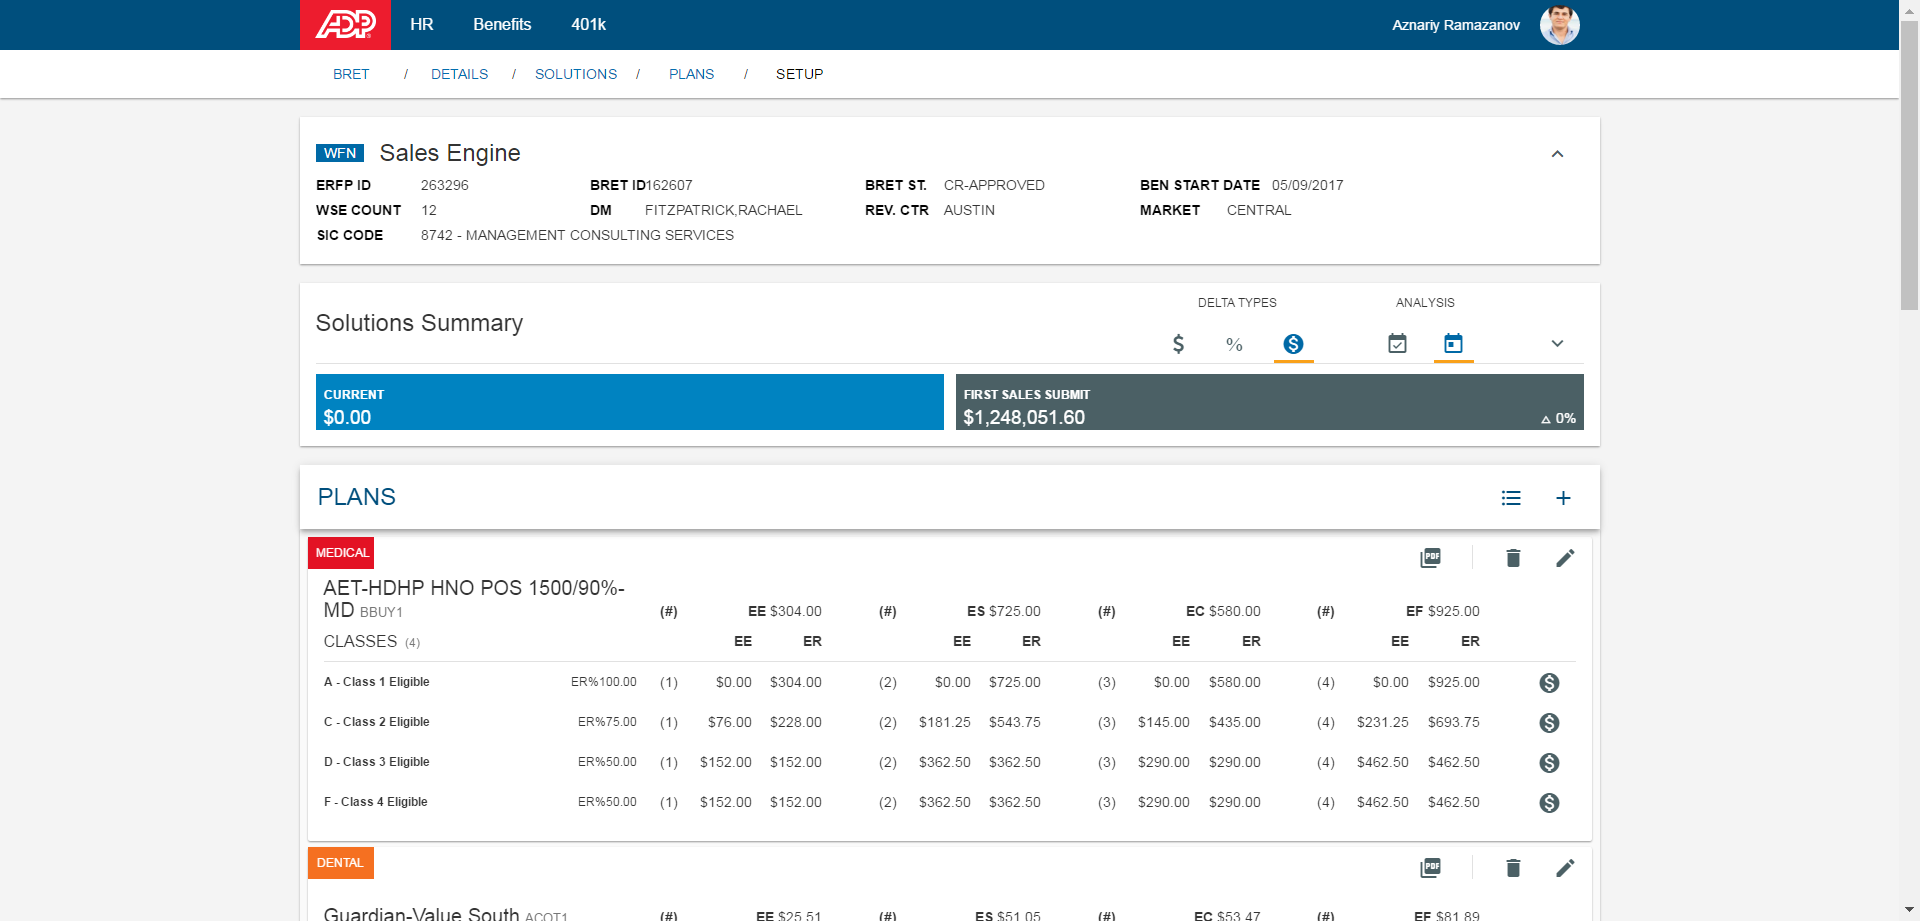 ADP HR Benefits 401k Aznariy Ramazanov
BRET / DETAILS / SOLUTIONS / PLANS / SETUP
WFN Sales Engine
ERFP ID 263296 BRET ID162607 BRET ST. CR-APPROVED BEN START DATE 05/09/2017
WSE COUNT 12 DM FITZPATRICK,RACHAEL REV. CTR AUSTIN MARKET CENTRAL
SIC CODE 8742 - MANAGEMENT CONSULTING SERVICES
DELTA TYPES ANALYSIS
Solutions Summary
$ % $
CURRENT
$0.00
FIRST SALES SUBMIT
$1,248,051.60 △ 0%
PLANS
MEDICAL PDF
AET-HDHP HNO POS 1500/90%-
MD BBUY1 (#) EE $304.00 (#) ES $725.00 (#) EC $580.00 (#) EF $925.00
CLASSES (4) EE ER EE ER EE ER EE ER
A - Class 1 Eligible ER%100.00 (1) $0.00 $304.00 (2) $0.00 $725.00 (3) $0.00 $580.00 (4) $0.00 $925.00 $
C - Class 2 Eligible ER%75.00 (1) $76.00 $228.00 (2) $181.25 $543.75 (3) $145.00 $435.00 (4) $231.25 $693.75 $
D - Class 3 Eligible ER%50.00 (1) $152.00 $152.00 (2) $362.50 $362.50 (3) $290.00 $290.00 (4) $462.50 $462.50 $
F - Class 4 Eligible ER%50.00 (1) $152.00 $152.00 (2) $362.50 $362.50 (3) $290.00 $290.00 (4) $462.50 $462.50 $
DENTAL PDF
Guardian-Value South ACOT1 (#) EE $25.51 (#) ES $51.05 (#) EC $53.47 (#) EF $81.89